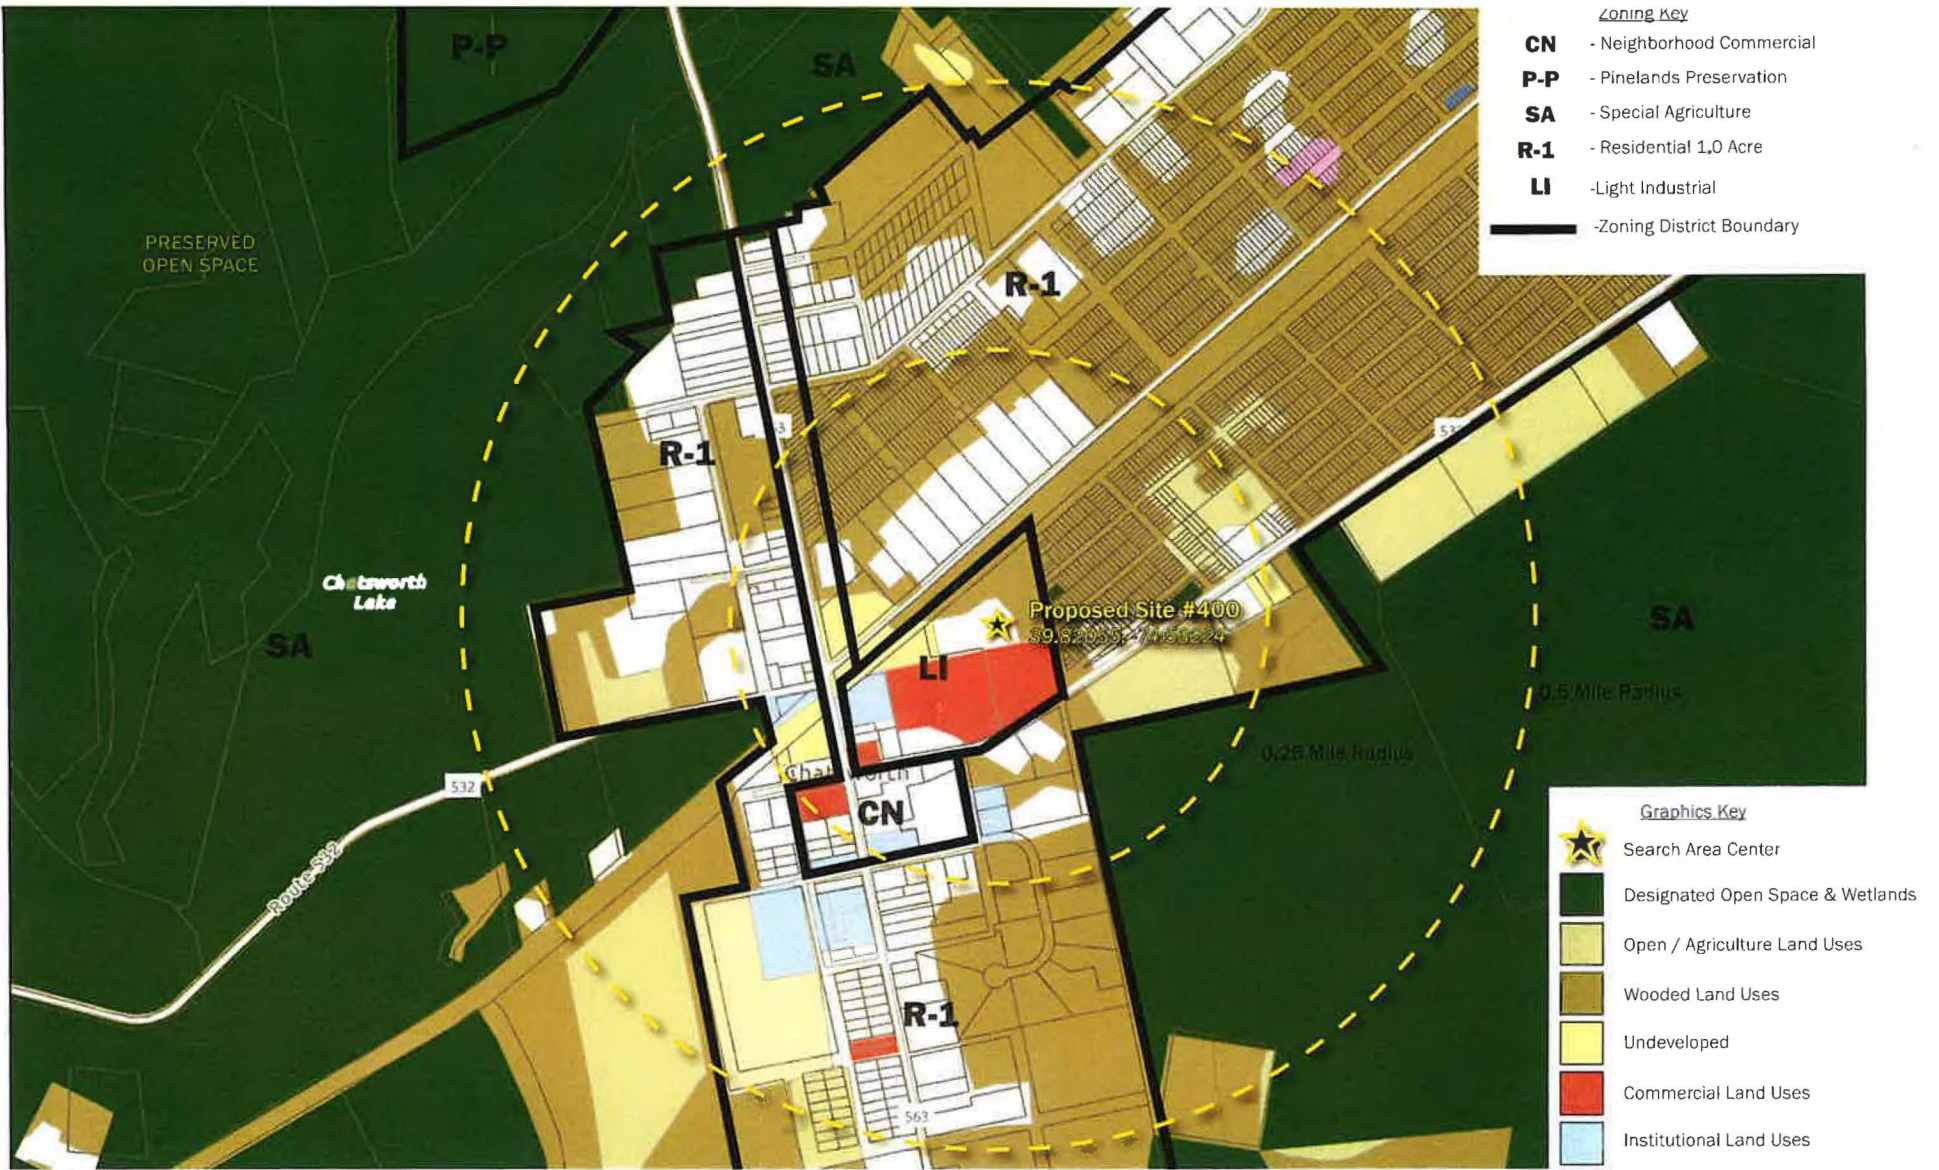 Zoning Key
CN - Neighborhood Commercial
P-P - Pinelands Preservation
SA - Special Agriculture
R-1 - Residential 1.0 Acre
LI -Light Industrial
-Zoning District Boundary
P-P
SA
PRESERVED
OPEN SPACE
R-1
R-1
Chatsworth
Lake
SA
Proposed Site #400
LI
SA
0.5 Mile Radius
0.25 Mile Radius
Chatsworth
532
CN
Route 532
R-1
563
Graphics Key
Search Area Center
Designated Open Space & Wetlands
Open / Agriculture Land Uses
Wooded Land Uses
Undeveloped
Commercial Land Uses
Institutional Land Uses